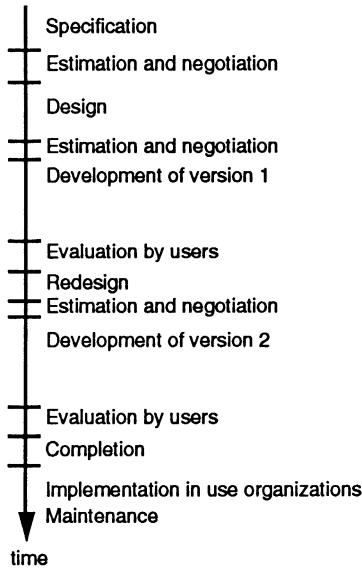 Specification
Estimation and negotiation
Design
Estimation and negotiation
Development of version 1
Evaluation by users
Redesign
Estimation and negotiation
Development of version 2
Evaluation by users
Completion
Implementation in use organizations
Maintenance
time